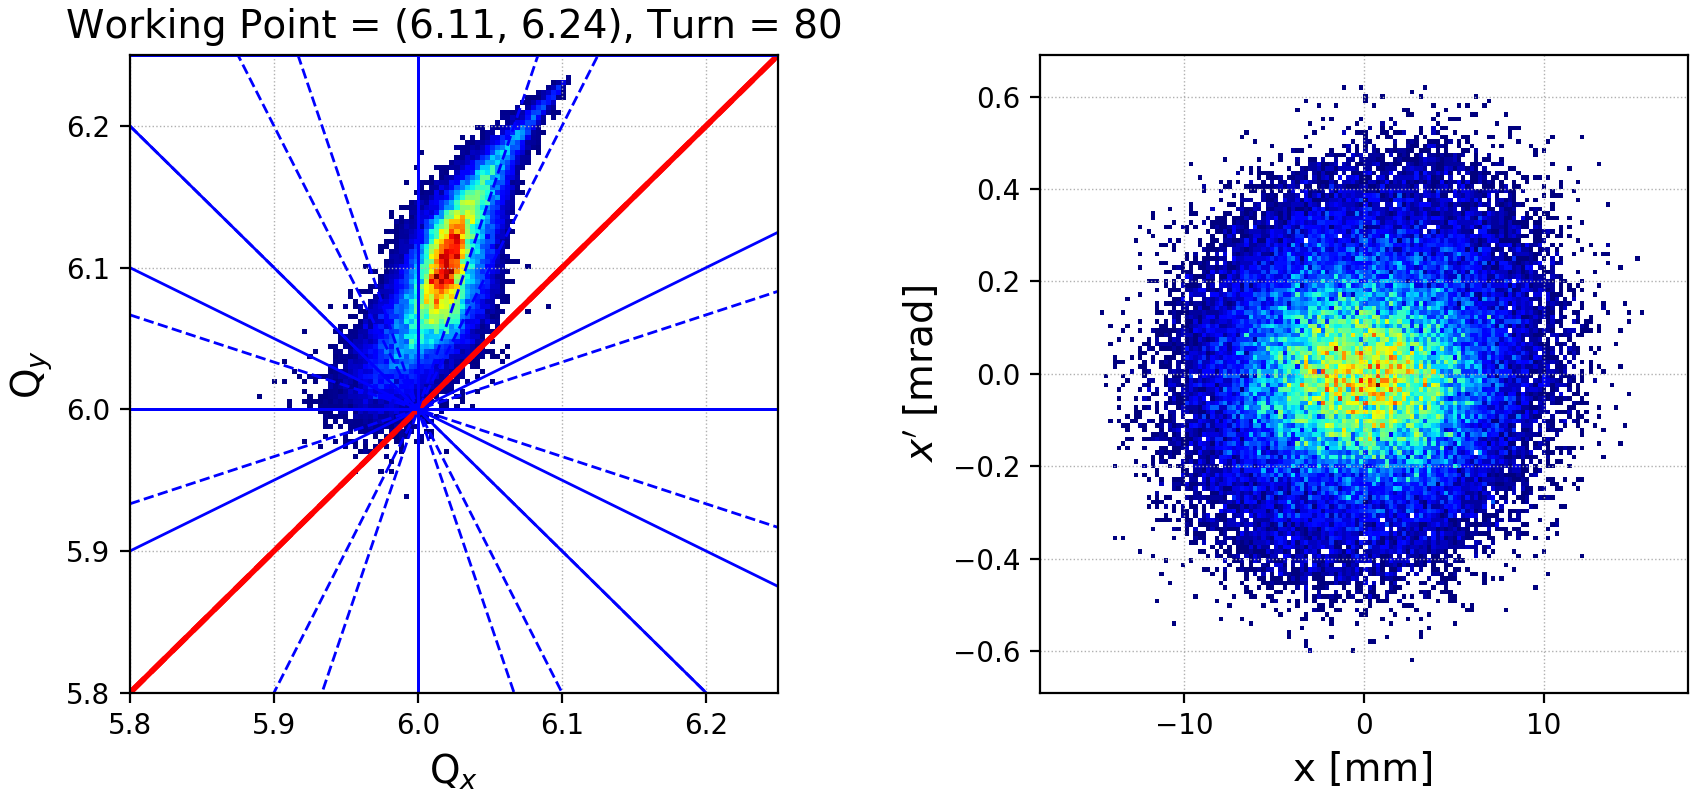 Working Point = (6.11, 6.24), Turn = 80
6.2
6.1
6.0
5.9
5.8
Q_y
5.8 5.9 6.0 6.1 6.2
Q_x
0.6
0.4
0.2
0.0
−0.2
−0.4
−0.6
x′ [mrad]
−10 0 10
x [mm]